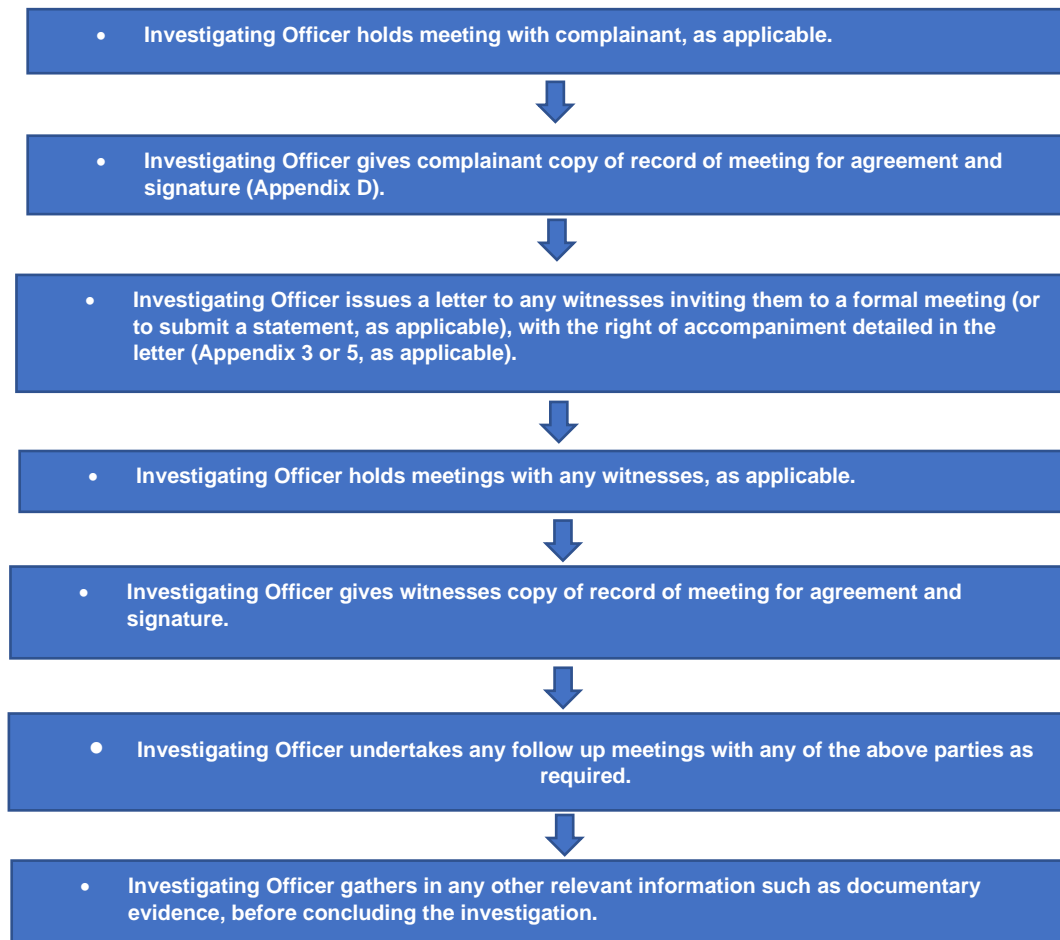 • Investigating Officer holds meeting with complainant, as applicable.
• Investigating Officer gives complainant copy of record of meeting for agreement and
signature (Appendix D).
• Investigating Officer issues a letter to any witnesses inviting them to a formal meeting (or
to submit a statement, as applicable), with the right of accompaniment detailed in the
letter (Appendix 3 or 5, as applicable).
• Investigating Officer holds meetings with any witnesses, as applicable.
• Investigating Officer gives witnesses copy of record of meeting for agreement and
signature.
• Investigating Officer undertakes any follow up meetings with any of the above parties as
required.
• Investigating Officer gathers in any other relevant information such as documentary
evidence, before concluding the investigation.